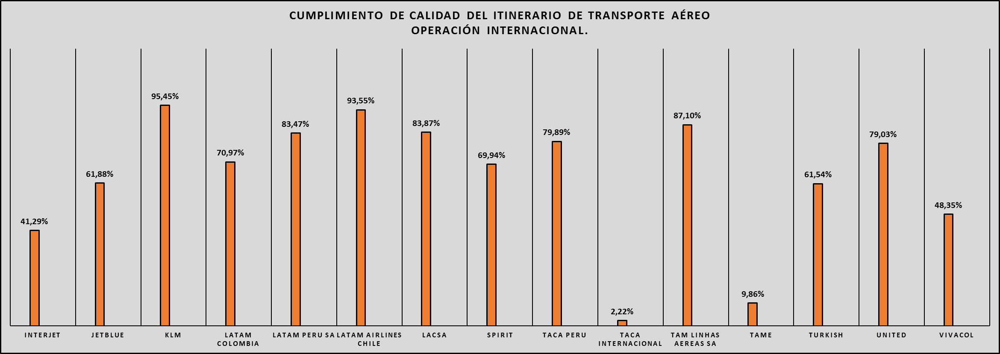 CUMPLIMIENTO DE CALIDAD DEL ITINERARIO DE TRANSPORTE AÉREO
OPERACIÓN INTERNACIONAL.
41,29%
61,88%
95,45%
70,97%
83,47%
93,55%
83,87%
69,94%
79,89%
2,22%
87,10%
9,86%
61,54%
79,03%
48,35%
INTERJET
JETBLUE
KLM
LATAM
COLOMBIA
LATAM PERU SA
LATAM AIRLINES
CHILE
LACSA
SPIRIT
TACA PERU
TACA
INTERNACIONAL
TAM LINHAS
AEREAS SA
TAME
TURKISH
UNITED
VIVACOL